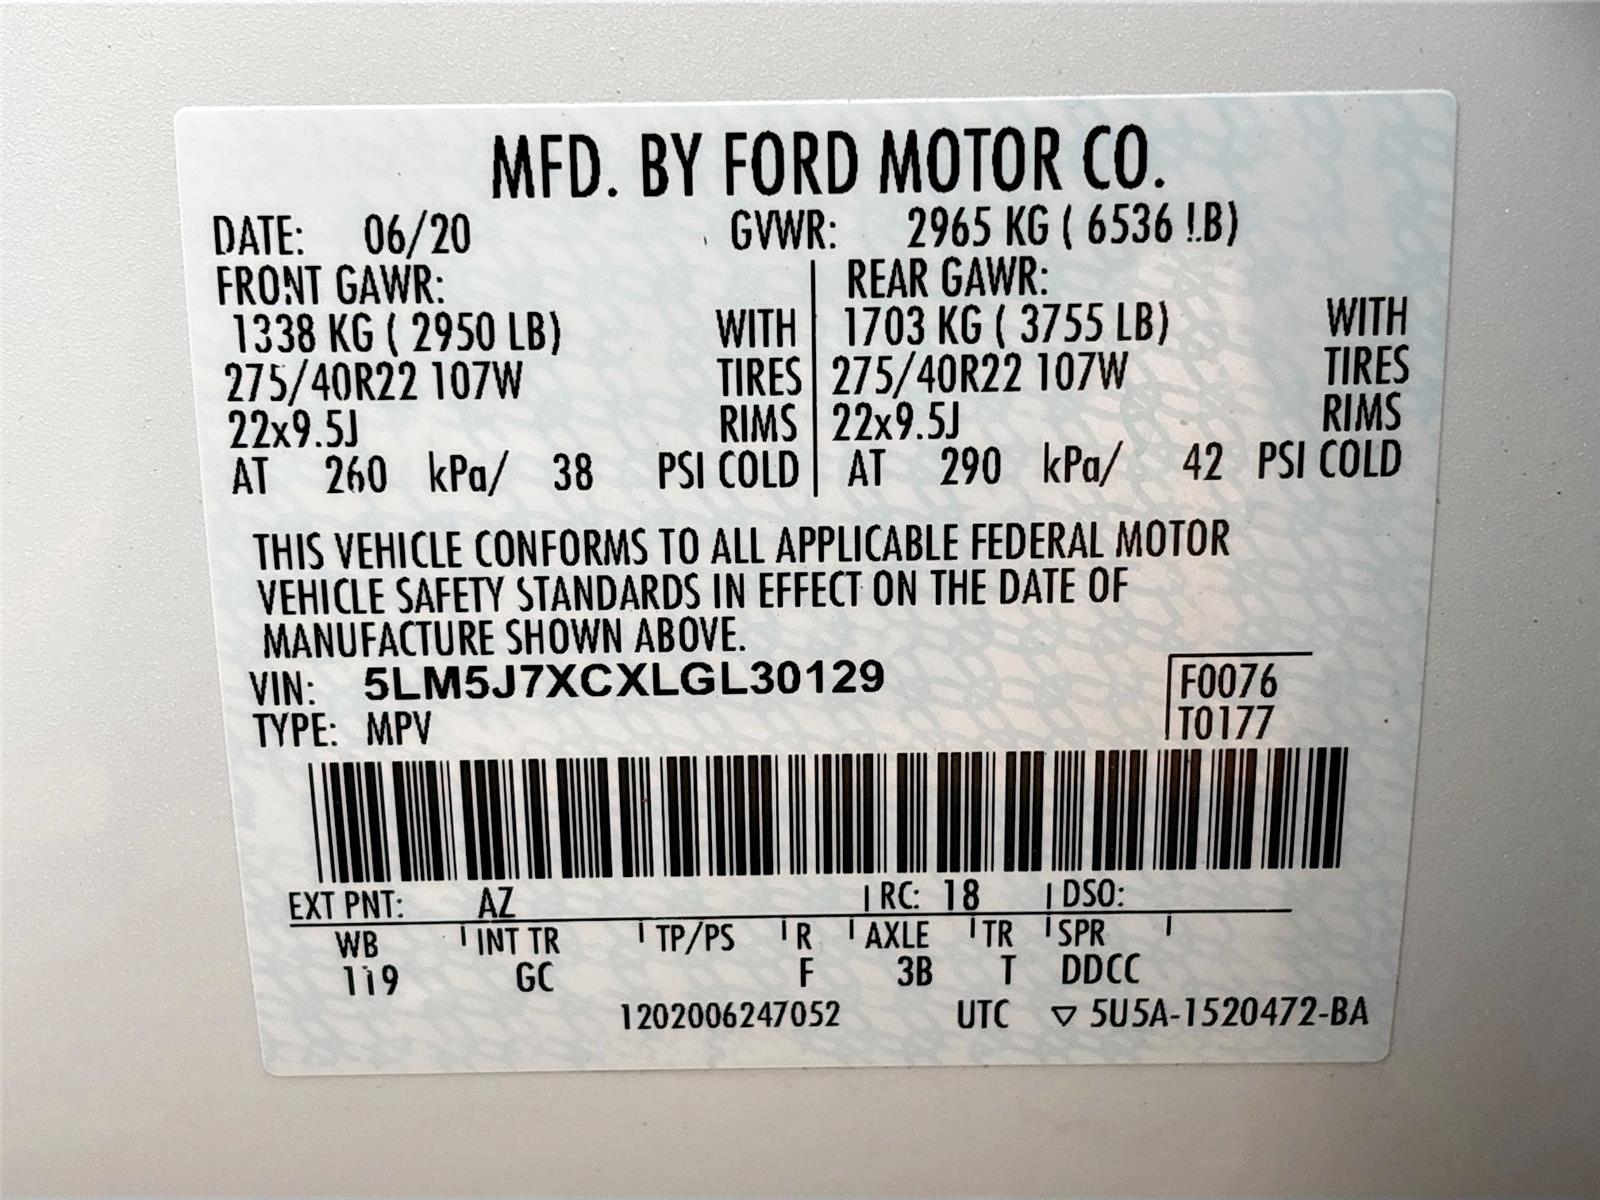 MFD. BY FORD MOTOR CO.
DATE: 06/20 GVWR: 2965 KG ( 6536 LB)
FRONT GAWR: REAR GAWR:
1338 KG ( 2950 LB) WITH 1703 KG ( 3755 LB) WITH
275/40R22 107W TIRES 275/40R22 107W TIRES
22x9.5J RIMS 22x9.5J RIMS
AT 260 kPa/ 38 PSI COLD AT 290 kPa/ 42 PSI COLD
THIS VEHICLE CONFORMS TO ALL APPLICABLE FEDERAL MOTOR
VEHICLE SAFETY STANDARDS IN EFFECT ON THE DATE OF
MANUFACTURE SHOWN ABOVE.
VIN: 5LM5J7XCXLGL30129 F0076
TYPE: MPV T0177
EXT PNT: AZ RC: 18 DSO:
WB INT TR TP/PS R AXLE TR SPR
119 GC F 3B T DDCC
1202006247052 UTC ▽ 5U5A-1520472-BA